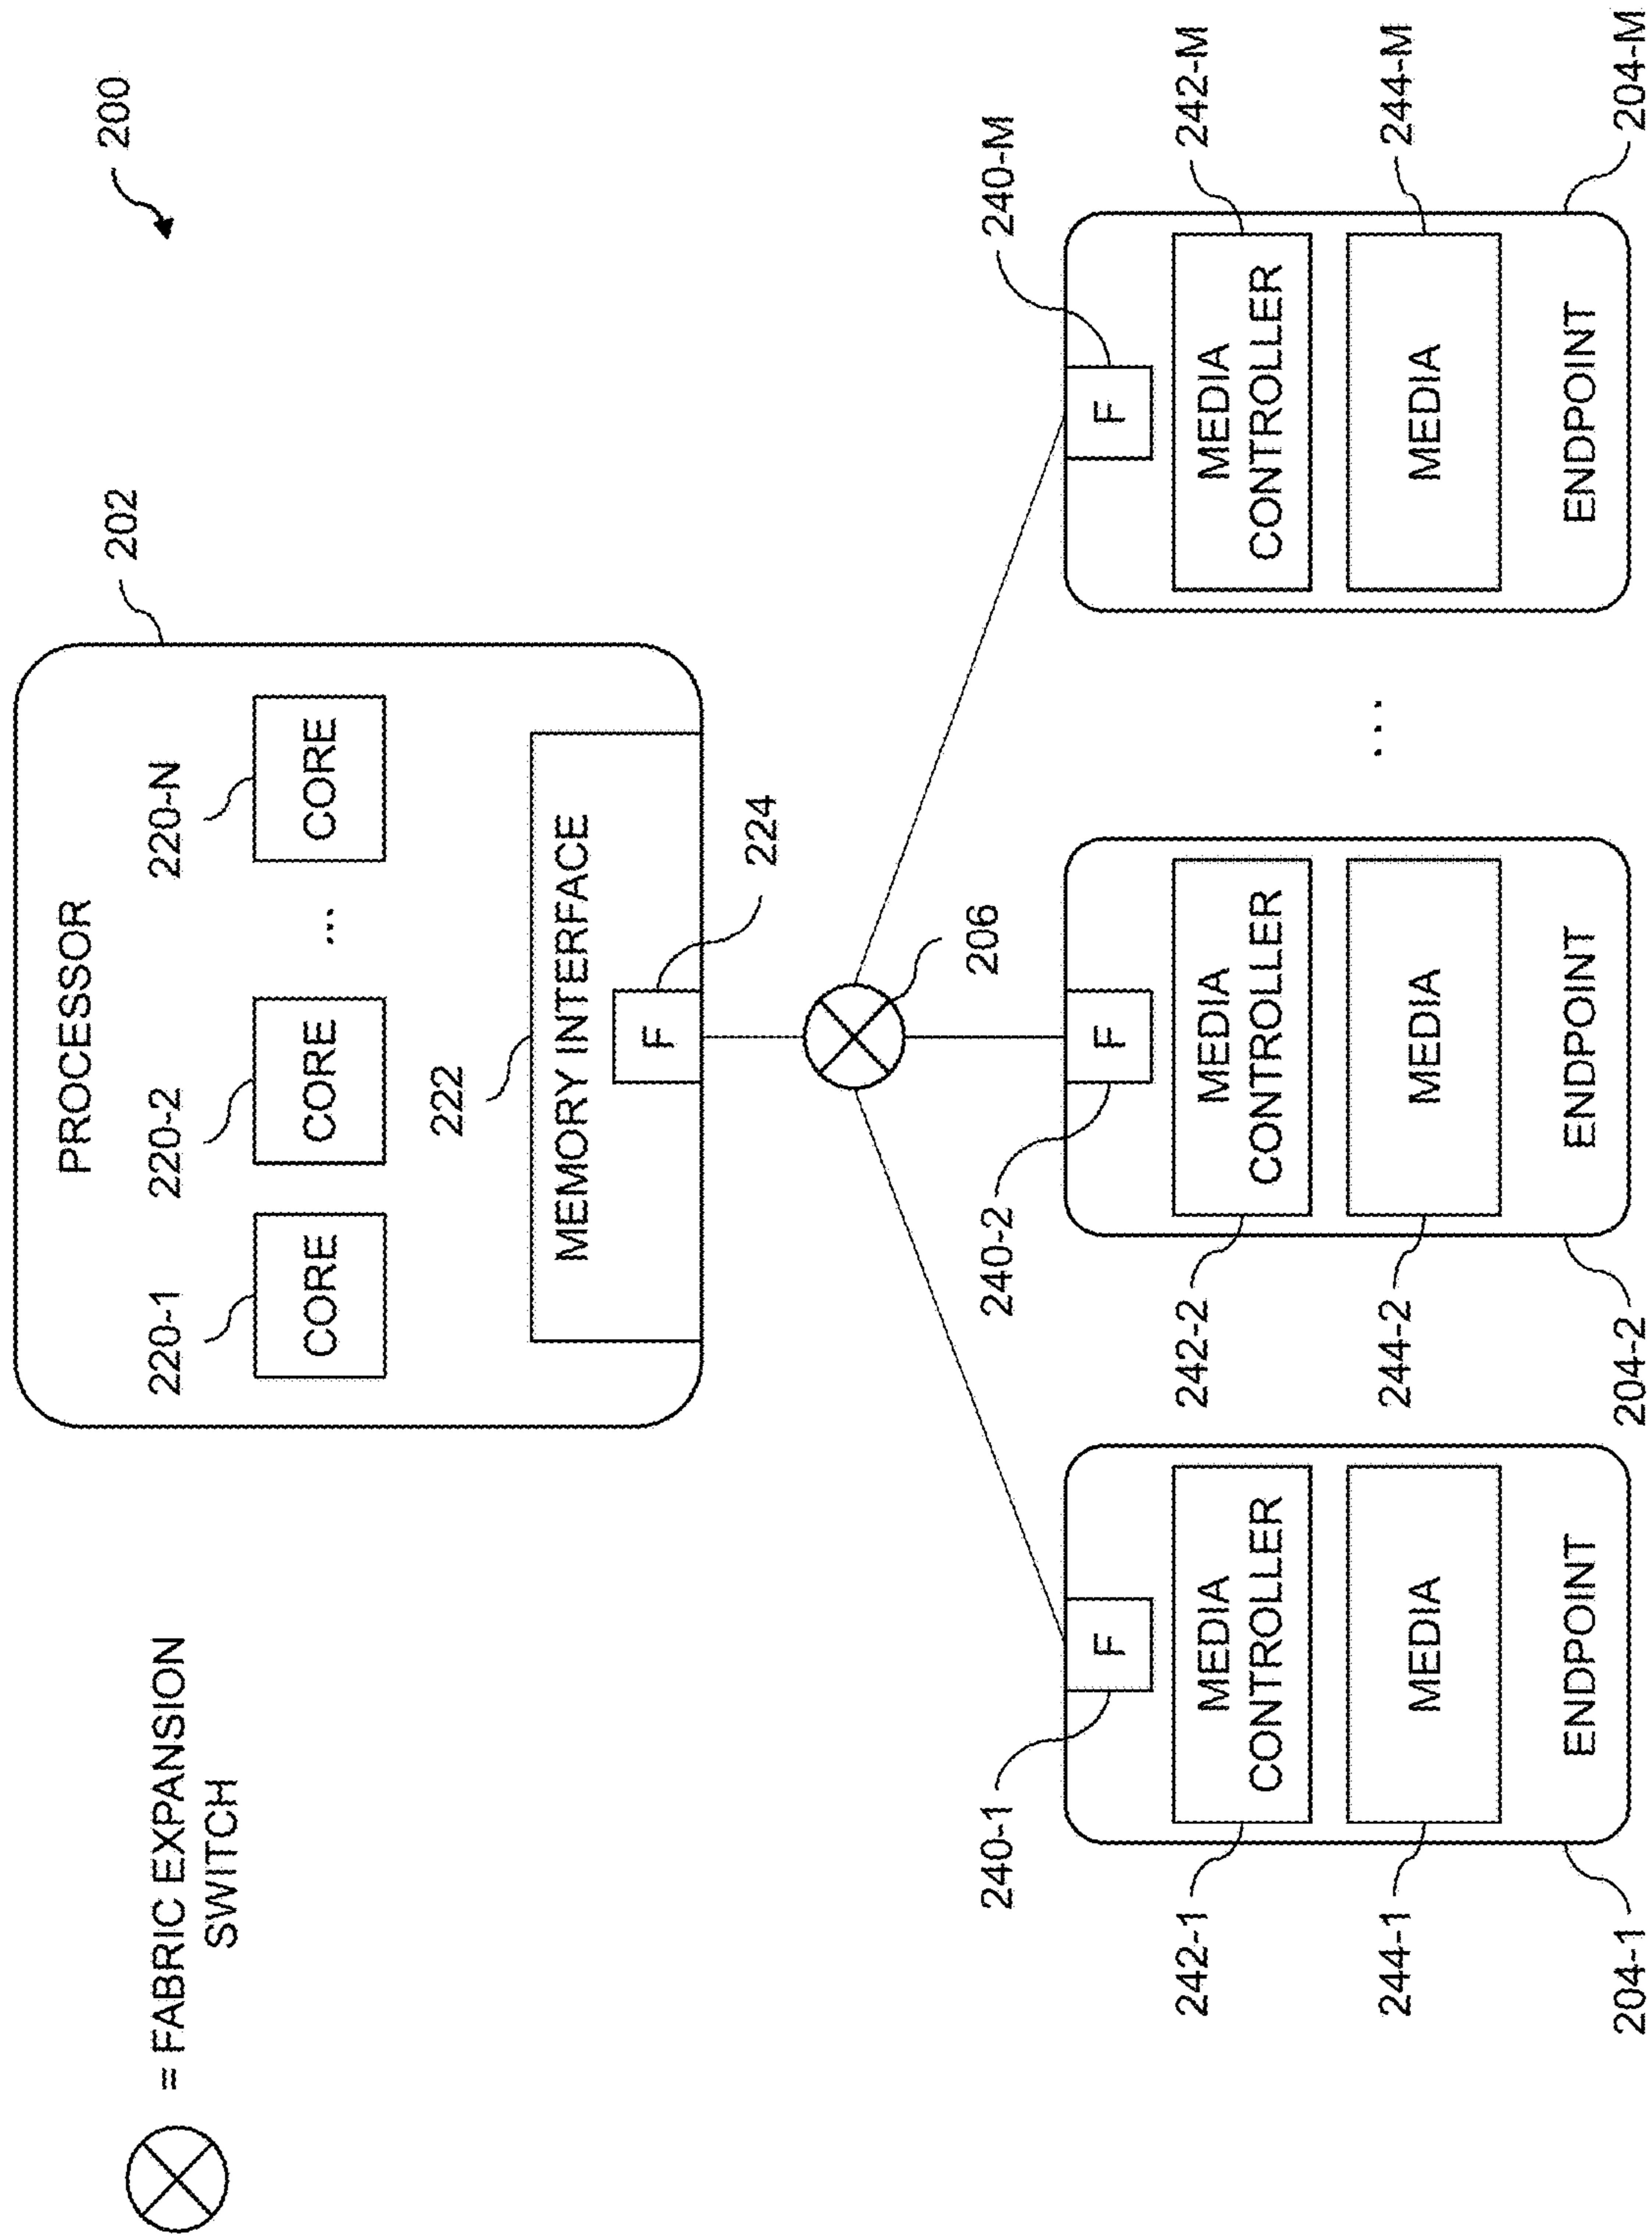 200
= FABRIC EXPANSION
SWITCH
202
PROCESSOR
220-1
220-2
220-N
CORE
CORE
...
CORE
222
MEMORY INTERFACE
F
224
206
240-1
240-2
240-M
F
F
F
242-1
MEDIA
CONTROLLER
242-2
MEDIA
CONTROLLER
242-M
MEDIA
CONTROLLER
...
244-1
MEDIA
244-2
MEDIA
244-M
MEDIA
ENDPOINT
ENDPOINT
ENDPOINT
204-1
204-2
204-M